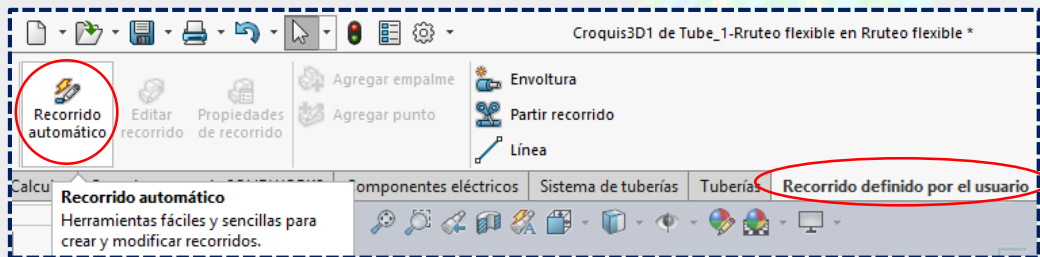 Croquis3D1 de Tube_1-Rruteo flexible en Rruteo flexible *
Recorrido automático
Editar recorrido
Propiedades de recorrido
Agregar empalme
Agregar punto
Envoltura
Partir recorrido
Línea
Componentes eléctricos
Sistema de tuberías
Tuberías
Recorrido definido por el usuario
Recorrido automático
Herramientas fáciles y sencillas para
crear y modificar recorridos.